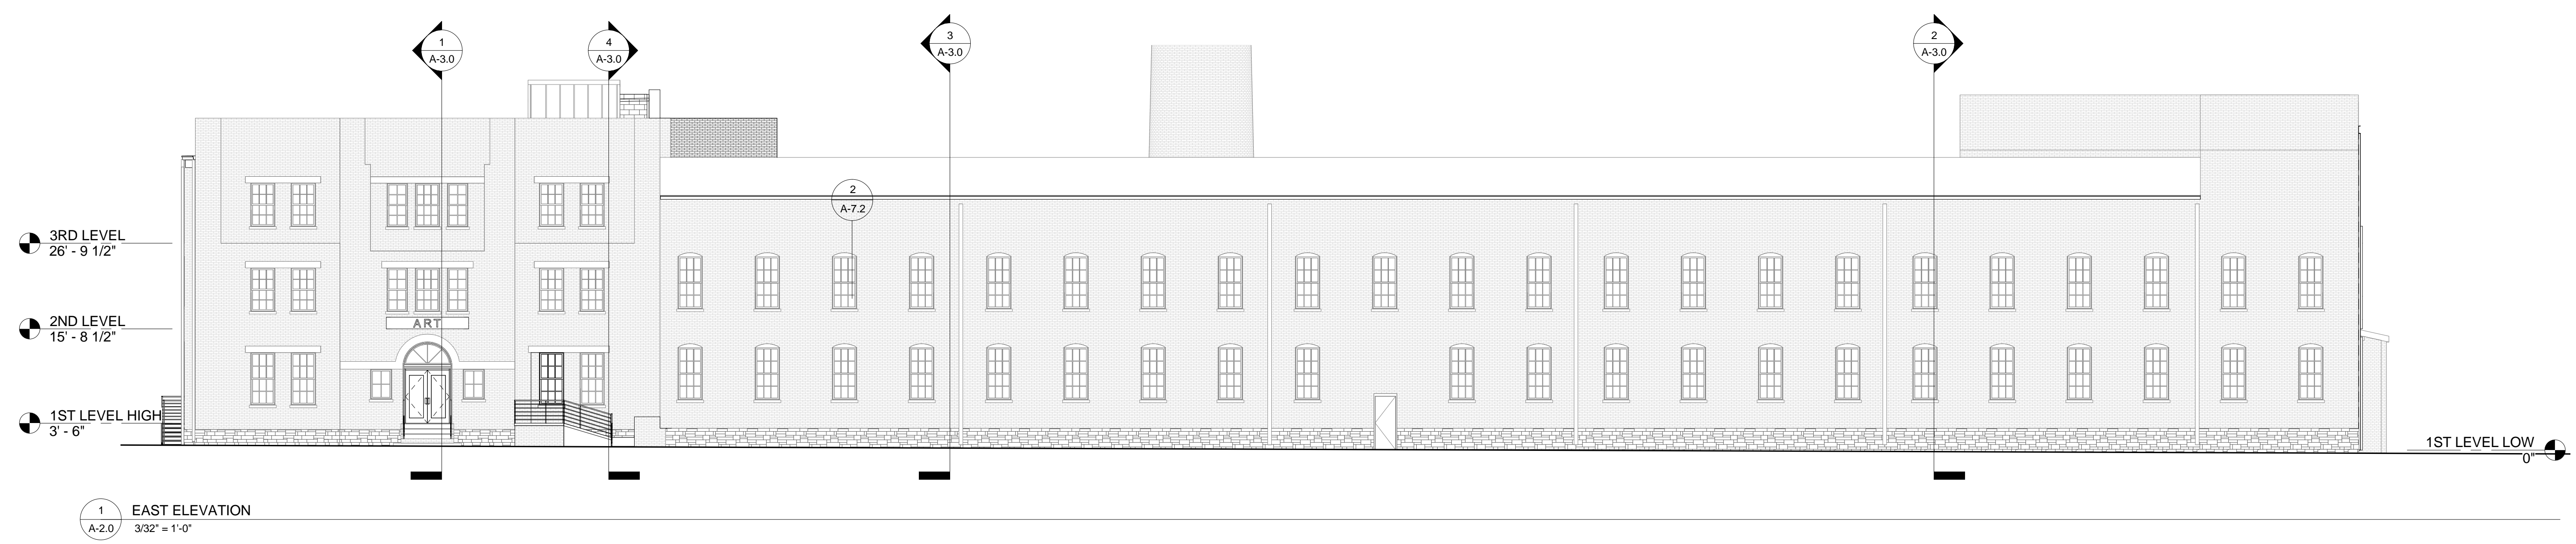 1
A-3.0
4
A-3.0
3
A-3.0
2
A-3.0
2
A-7.2
3RD LEVEL
26' - 9 1/2"
2ND LEVEL
15' - 8 1/2"
ART
1ST LEVEL HIGH
3' - 6"
1ST LEVEL LOW
0"
1
A-2.0
EAST ELEVATION
3/32" = 1'-0"